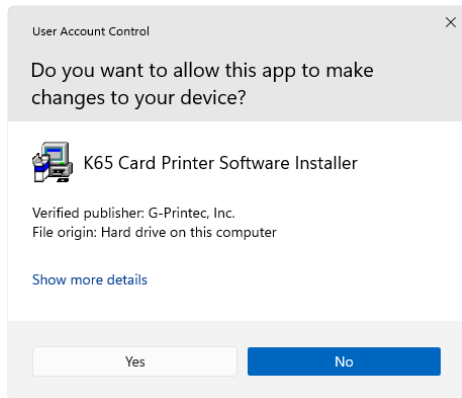 User Account Control
Do you want to allow this app to make
changes to your device?
K65 Card Printer Software Installer
Verified publisher: G-Printec, Inc.
File origin: Hard drive on this computer
Show more details
Yes
No